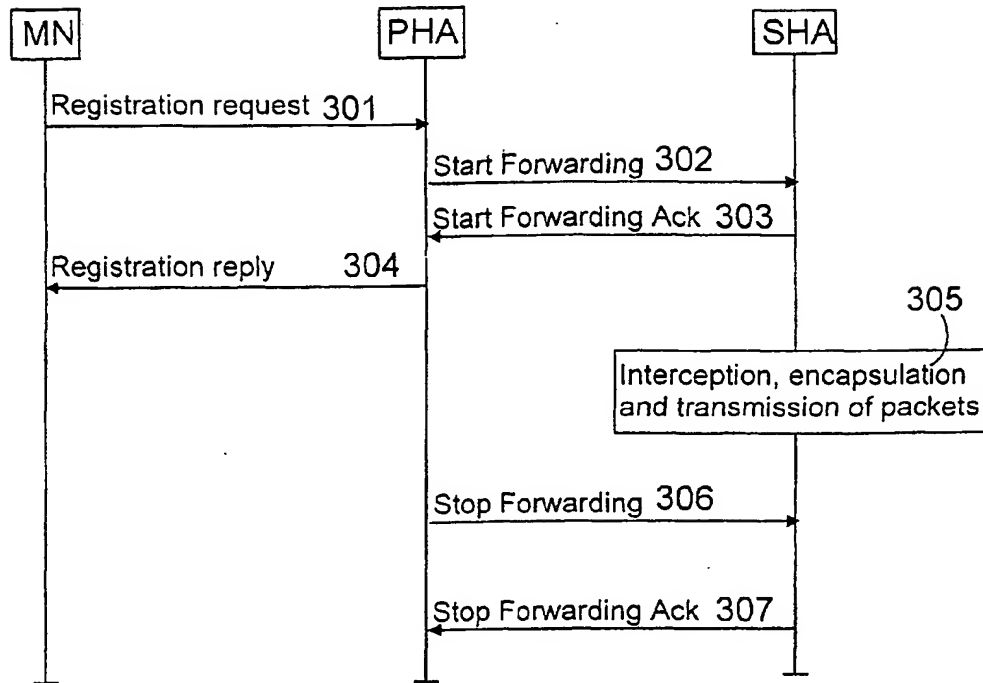 MN PHA SHA
Registration request 301
Start Forwarding 302
Start Forwarding Ack 303
Registration reply 304
305
Interception, encapsulation
and transmission of packets
Stop Forwarding 306
Stop Forwarding Ack 307